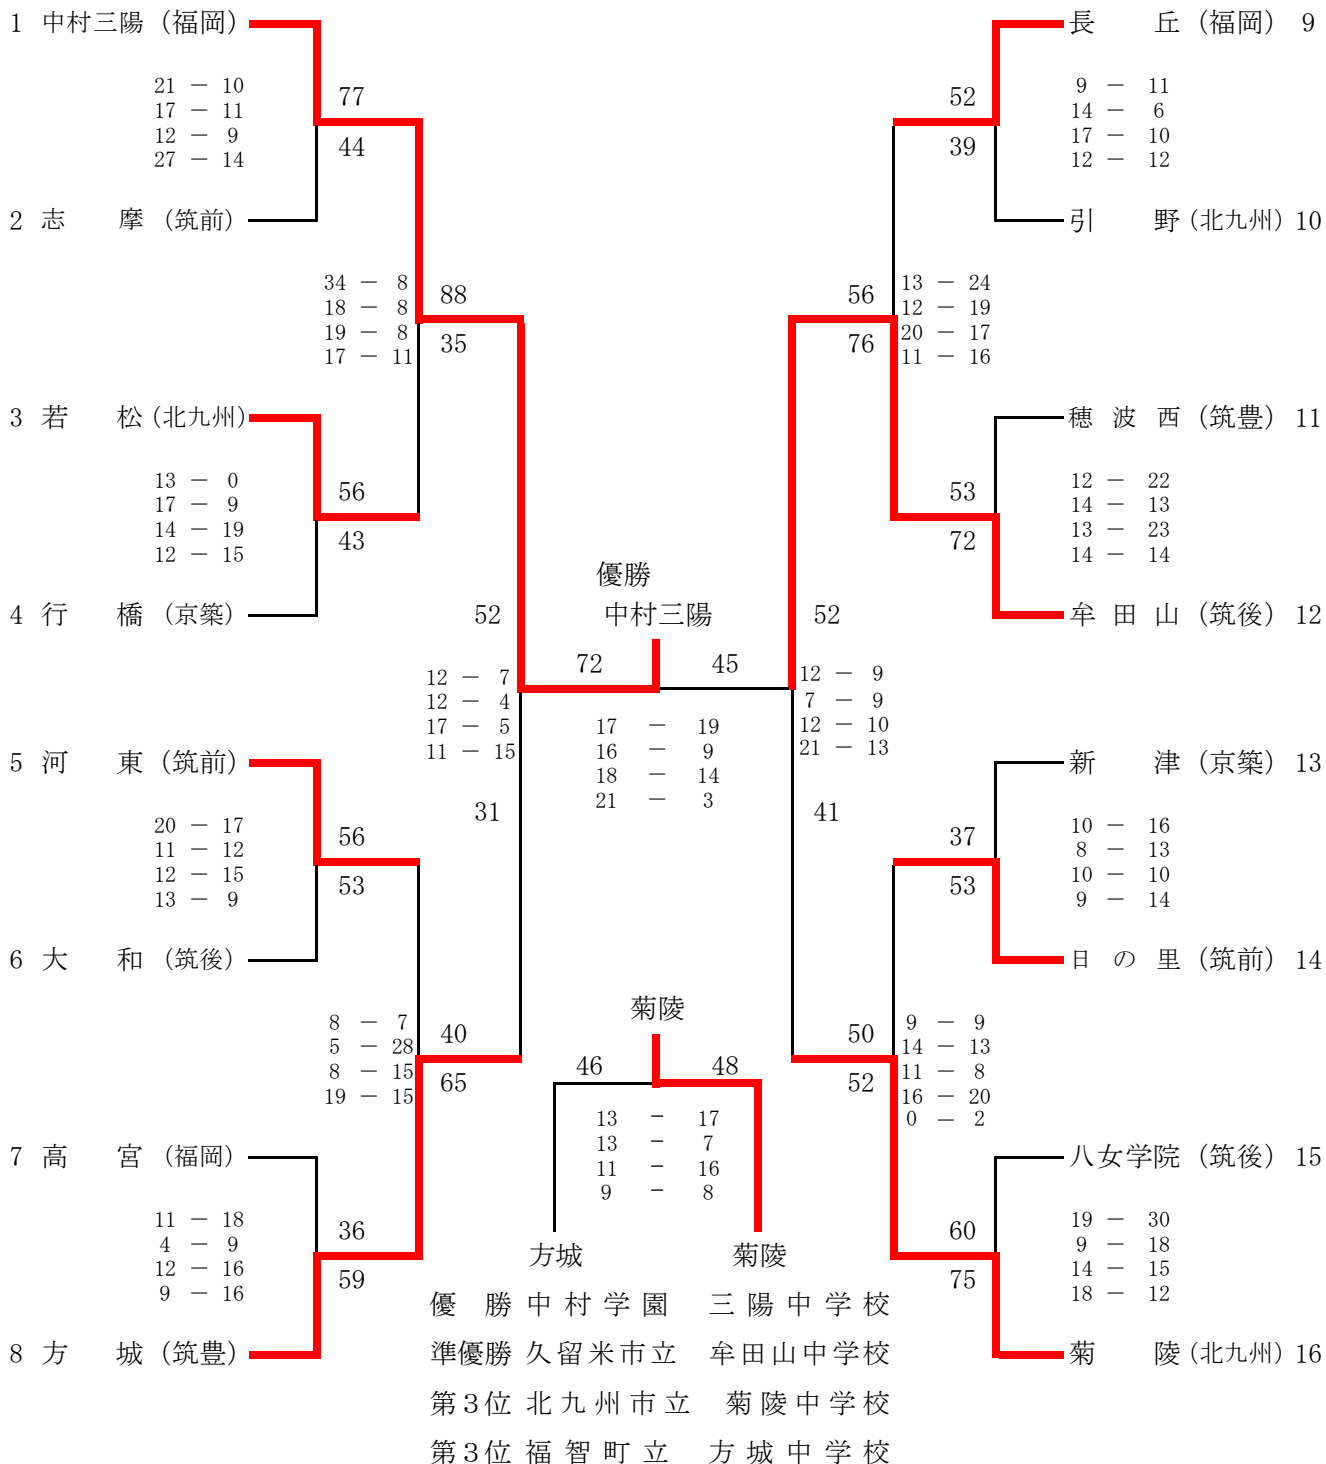 1 中村三陽 (福岡)
21 － 10
17 － 11
12 － 9
27 － 14
77
44
2 志 摩 (筑前)
34 － 8
18 － 8
19 － 8
17 － 11
88
35
3 若 松 (北九州)
13 － 0
17 － 9
14 － 19
12 － 15
56
43
4 行 橋 (京築)
52
12 － 7
12 － 4
17 － 5
11 － 15
31
5 河 東 (筑前)
20 － 17
11 － 12
12 － 15
13 － 9
56
53
6 大 和 (筑後)
8 － 7
5 － 28
8 － 15
19 － 15
40
65
7 高 宮 (福岡)
11 － 18
4 － 9
12 － 16
9 － 16
36
59
8 方 城 (筑豊)
優勝
中村三陽
72 45
17 － 19
16 － 9
18 － 14
21 － 3
菊陵
46 48
13 － 17
13 － 7
11 － 16
9 － 8
方城 菊陵
長 丘 (福岡) 9
52
39
9 － 11
14 － 6
17 － 10
12 － 12
引 野 (北九州) 10
56
76
13 － 24
12 － 19
20 － 17
11 － 16
穂 波 西 (筑豊) 11
53
72
12 － 22
14 － 13
13 － 23
14 － 14
牟 田 山 (筑後) 12
52
12 － 9
7 － 9
12 － 10
21 － 13
41
新 津 (京築) 13
37
53
10 － 16
8 － 13
10 － 10
9 － 14
日 の 里 (筑前) 14
50
52
9 － 9
14 － 13
11 － 8
16 － 20
0 － 2
八女学院 (筑後) 15
60
75
19 － 30
9 － 18
14 － 15
18 － 12
菊 陵 (北九州) 16
優 勝 中村学園 三陽中学校
準優勝 久留米市立 牟田山中学校
第3位 北九州市立 菊陵中学校
第3位 福智町立 方城中学校